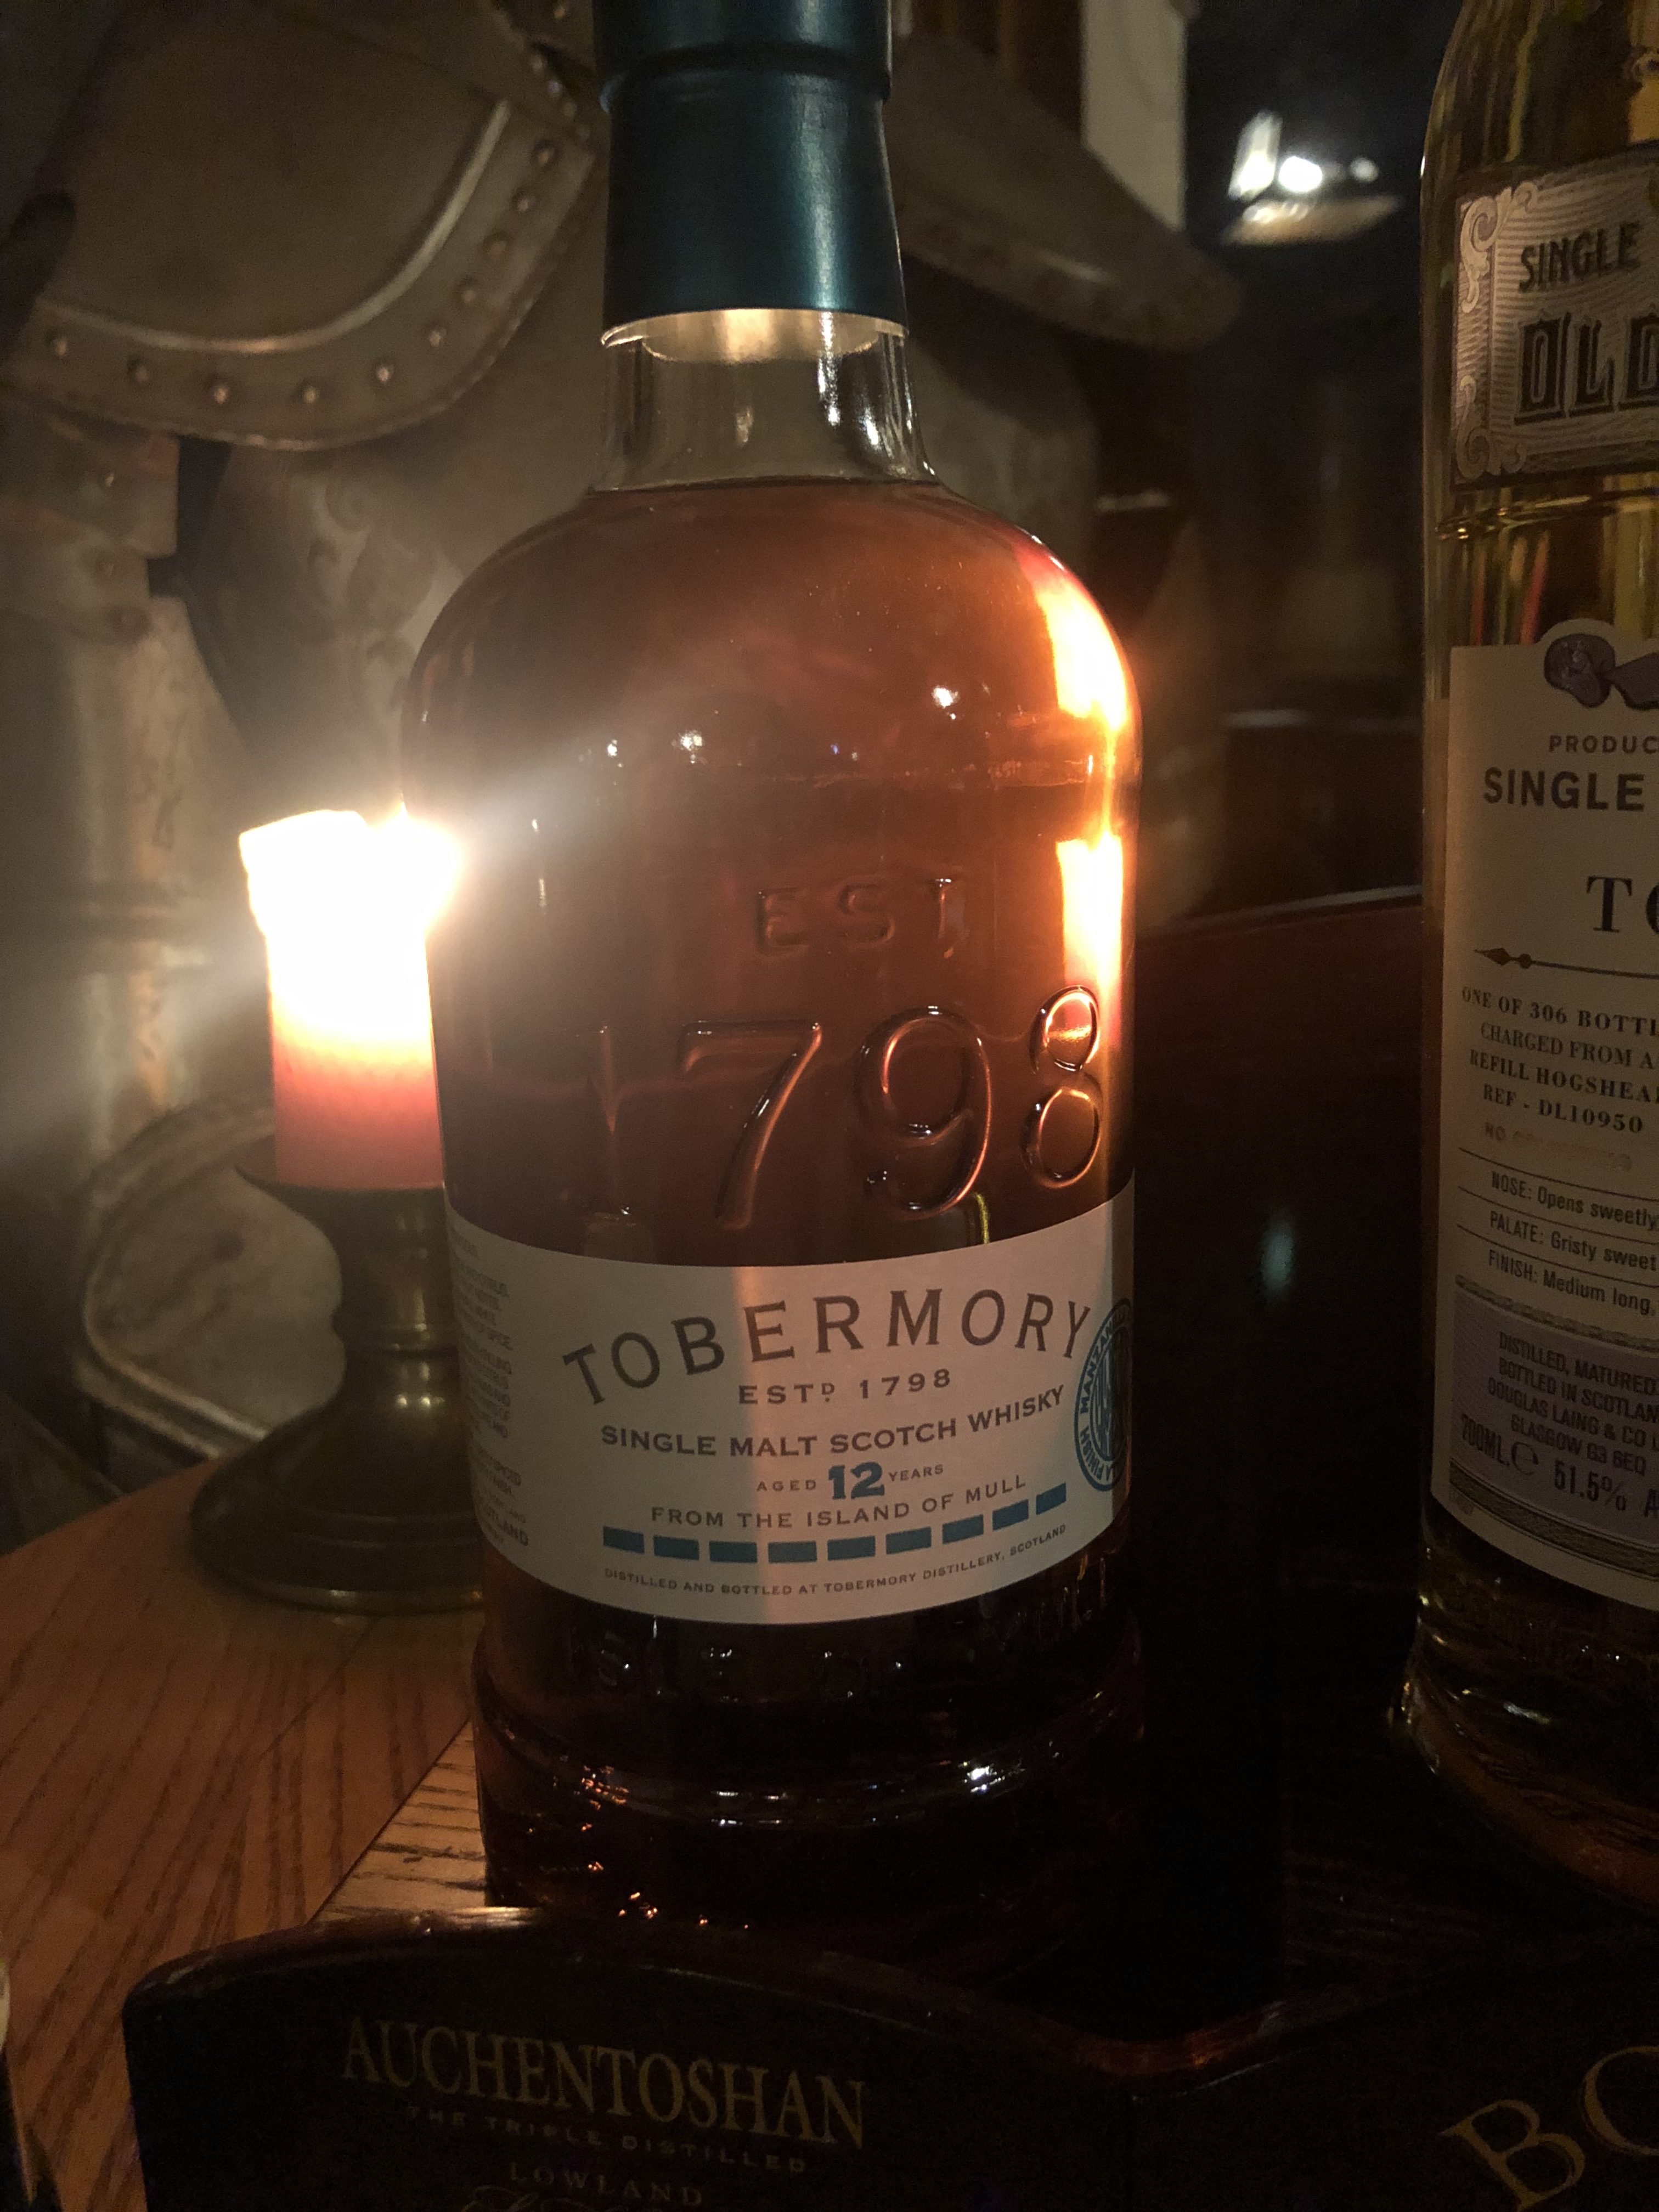 EST
1798
TOBERMORY
ESTD 1798
SINGLE MALT SCOTCH WHISKY
AGED 12 YEARS
FROM THE ISLAND OF MULL
DISTILLED AND BOTTLED AT TOBERMORY DISTILLERY, SCOTLAND
FINISH
SINGLE
OLD
PRODUC
SINGLE
TO
ONE OF 306 BOTTL
CHARGED FROM A
REFILL HOGSHEA
REF - DL10950
NOSE: Opens sweetly
PALATE: Gristy sweet
FINISH: Medium long,
DISTILLED, MATURED
BOTTLED IN SCOTLAN
DOUGLAS LAING & CO L
GLASGOW G3 6EQ
700ML.e 51.5% A
AUCHENTOSHAN
THE TRIPLE DISTILLED
LOWLAND
BO